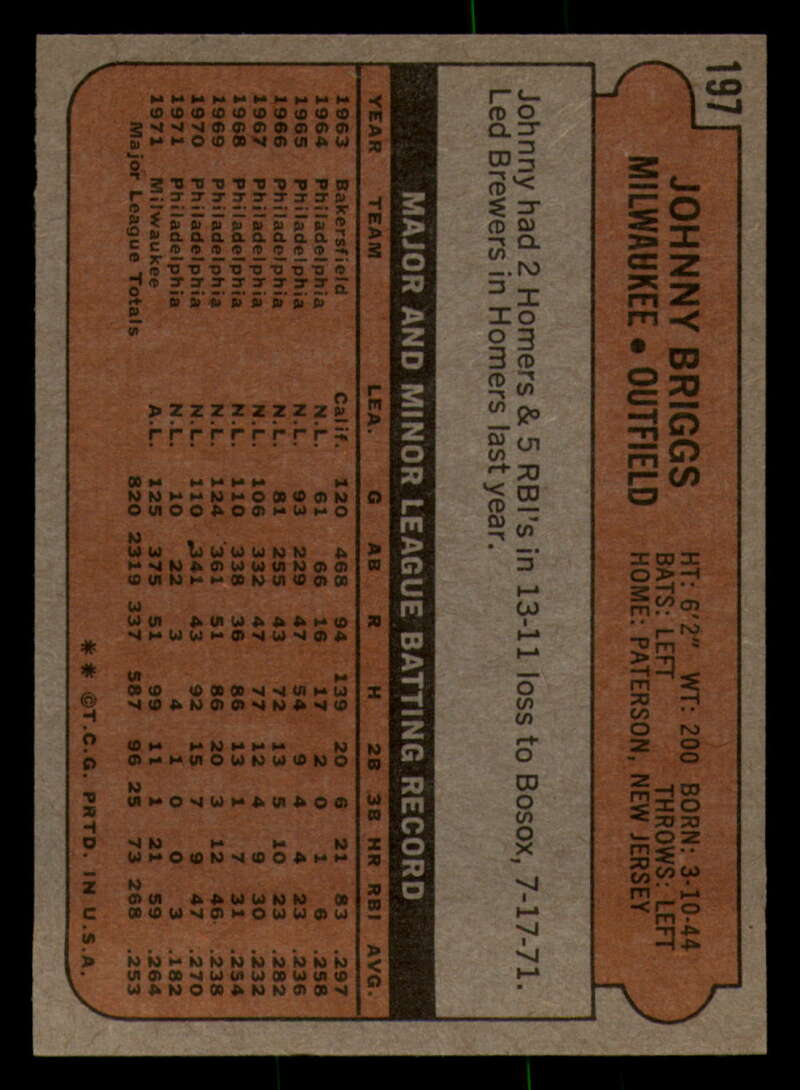 197
JOHNNY BRIGGS
MILWAUKEE • OUTFIELD
HT: 6'2" WT: 200 BORN: 3-10-44
BATS: LEFT THROWS: LEFT
HOME: PATERSON, NEW JERSEY
Johnny had 2 Homers & 5 RBI's in 13-11 loss to Bosox, 7-17-71.
Led Brewers in Homers last year.
MAJOR AND MINOR LEAGUE BATTING RECORD
YEAR TEAM LEA. G AB R H 2B 3B HR RBI AVG.
1963 Bakersfield Calif. 120 468 94 139 20 6 21 83 .297
1964 Philadelphia N.L. 61 66 16 17 2 0 1 6 .258
1965 Philadelphia N.L. 93 229 47 54 9 4 4 23 .236
1966 Philadelphia N.L. 81 255 43 72 13 5 10 23 .282
1967 Philadelphia N.L. 106 332 47 77 12 4 9 30 .232
1968 Philadelphia N.L. 110 338 36 86 13 1 7 31 .254
1969 Philadelphia N.L. 124 361 51 86 20 3 12 46 .238
1970 Philadelphia N.L. 110 341 43 92 15 7 9 47 .270
1971 Philadelphia N.L. 10 22 3 4 1 0 0 3 .182
1971 Milwaukee A.L. 125 375 51 99 11 1 21 59 .264
Major League Totals 820 2319 337 587 96 25 73 268 .253
** ©T.C.G. PRTD. IN U.S.A.